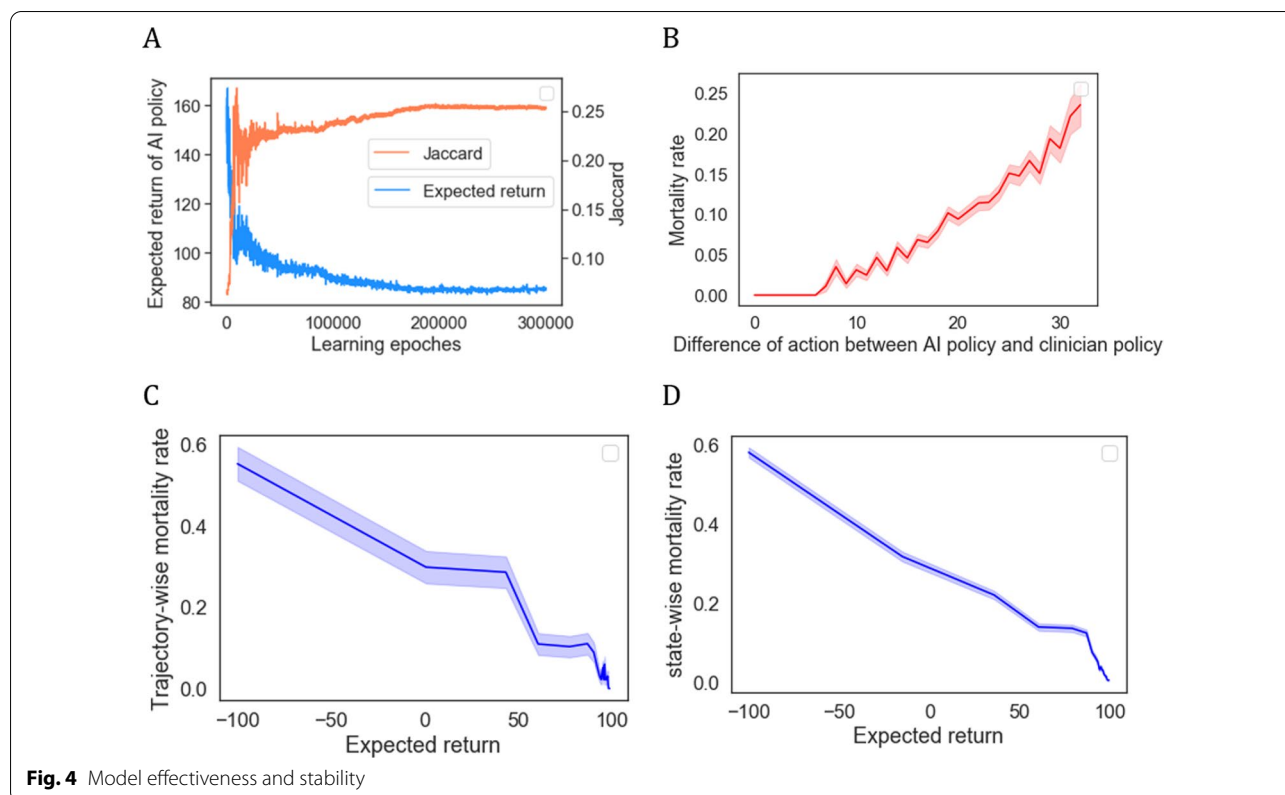 A
Expected return of AI policy
160
140
120
100
80
0.25
0.20
0.15
0.10
Jaccard
Jaccard
Expected return
0
100000
200000
300000
Learning epoches
B
Mortality rate
0.25
0.20
0.15
0.10
0.05
0.00
0
10
20
30
Difference of action between AI policy and clinician policy
C
Trajectory-wise mortality rate
0.6
0.4
0.2
0.0
−100
−50
0
50
100
Expected return
D
state-wise mortality rate
0.6
0.4
0.2
0.0
−100
−50
0
50
100
Expected return
Fig. 4 Model effectiveness and stability